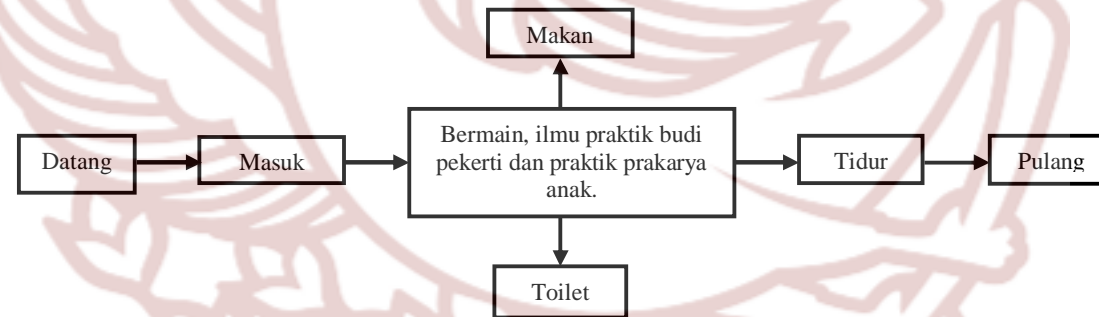 Makan
Datang
Masuk
Bermain, ilmu praktik budi
pekerti dan praktik prakarya
anak.
Tidur
Pulang
Toilet